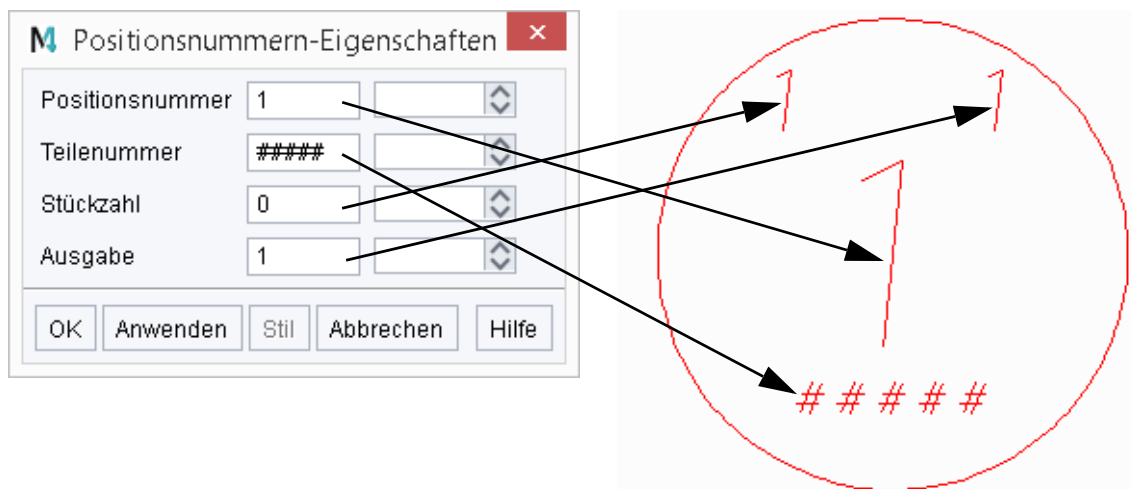 Positionsnummern-Eigenschaften
Positionsnummer 1
Teilenummer #####
Stückzahl 0
Ausgabe 1
OK Anwenden Stil Abbrechen Hilfe
1 1
1
# # # # #